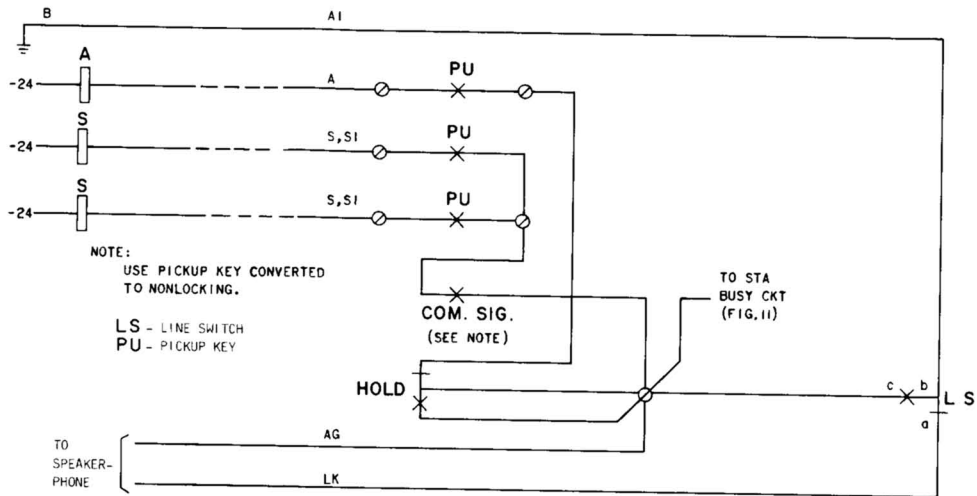 B
A1
A
-24
A
PU
S
-24
S,S1
PU
S
-24
S,S1
PU
NOTE:
USE PICKUP KEY CONVERTED
TO NONLOCKING.
LS - LINE SWITCH
PU - PICKUP KEY
COM. SIG.
(SEE NOTE)
TO STA
BUSY CKT
(FIG.11)
HOLD
c
b
LS
a
AG
TO
SPEAKER-
PHONE
LK